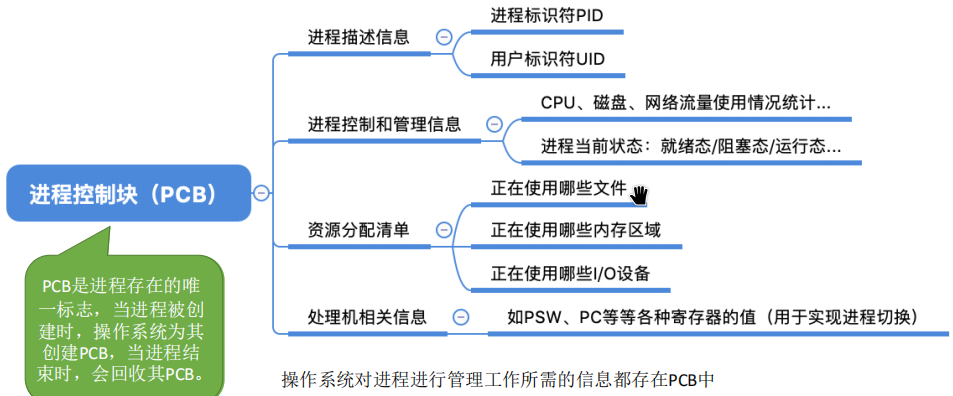 进程控制块（PCB）
PCB是进程存在的唯
一标志，当进程被创
建时，操作系统为其
创建PCB，当进程结
束时，会回收其PCB。
进程描述信息
进程标识符PID
用户标识符UID
进程控制和管理信息
CPU、磁盘、网络流量使用情况统计...
进程当前状态：就绪态/阻塞态/运行态...
资源分配清单
正在使用哪些文件
正在使用哪些内存区域
正在使用哪些I/O设备
处理机相关信息
如PSW、PC等等各种寄存器的值（用于实现进程切换）
操作系统对进程进行管理工作所需的信息都存在PCB中